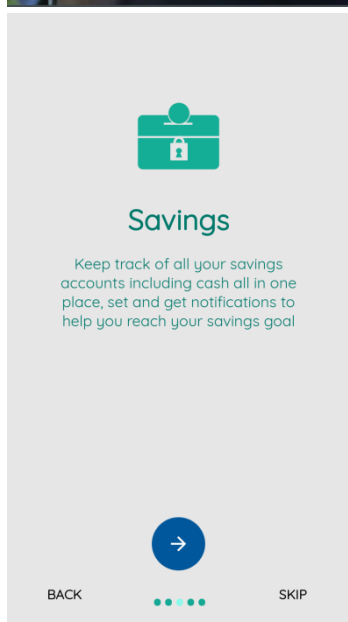 Savings
Keep track of all your savings
accounts including cash all in one
place, set and get notifications to
help you reach your savings goal
BACK
SKIP